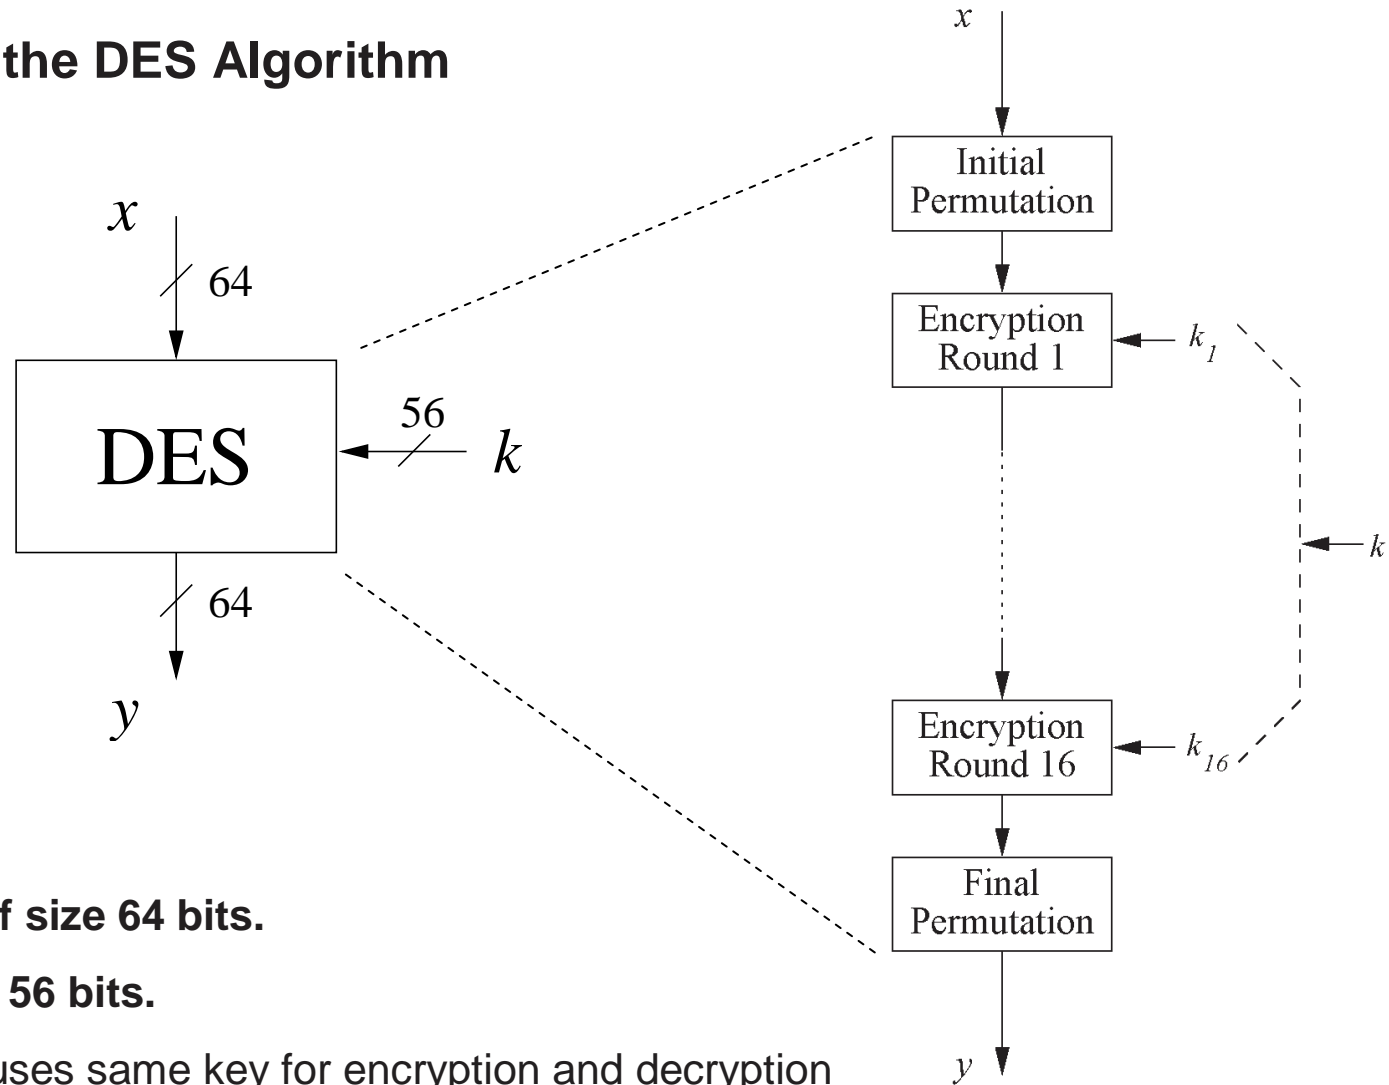 the DES Algorithm
x
64
DES
56
k
64
y
x
Initial
Permutation
Encryption
Round 1
k1
k
Encryption
Round 16
k16
Final
Permutation
y
f size 64 bits.
56 bits.
uses same key for encryption and decryption